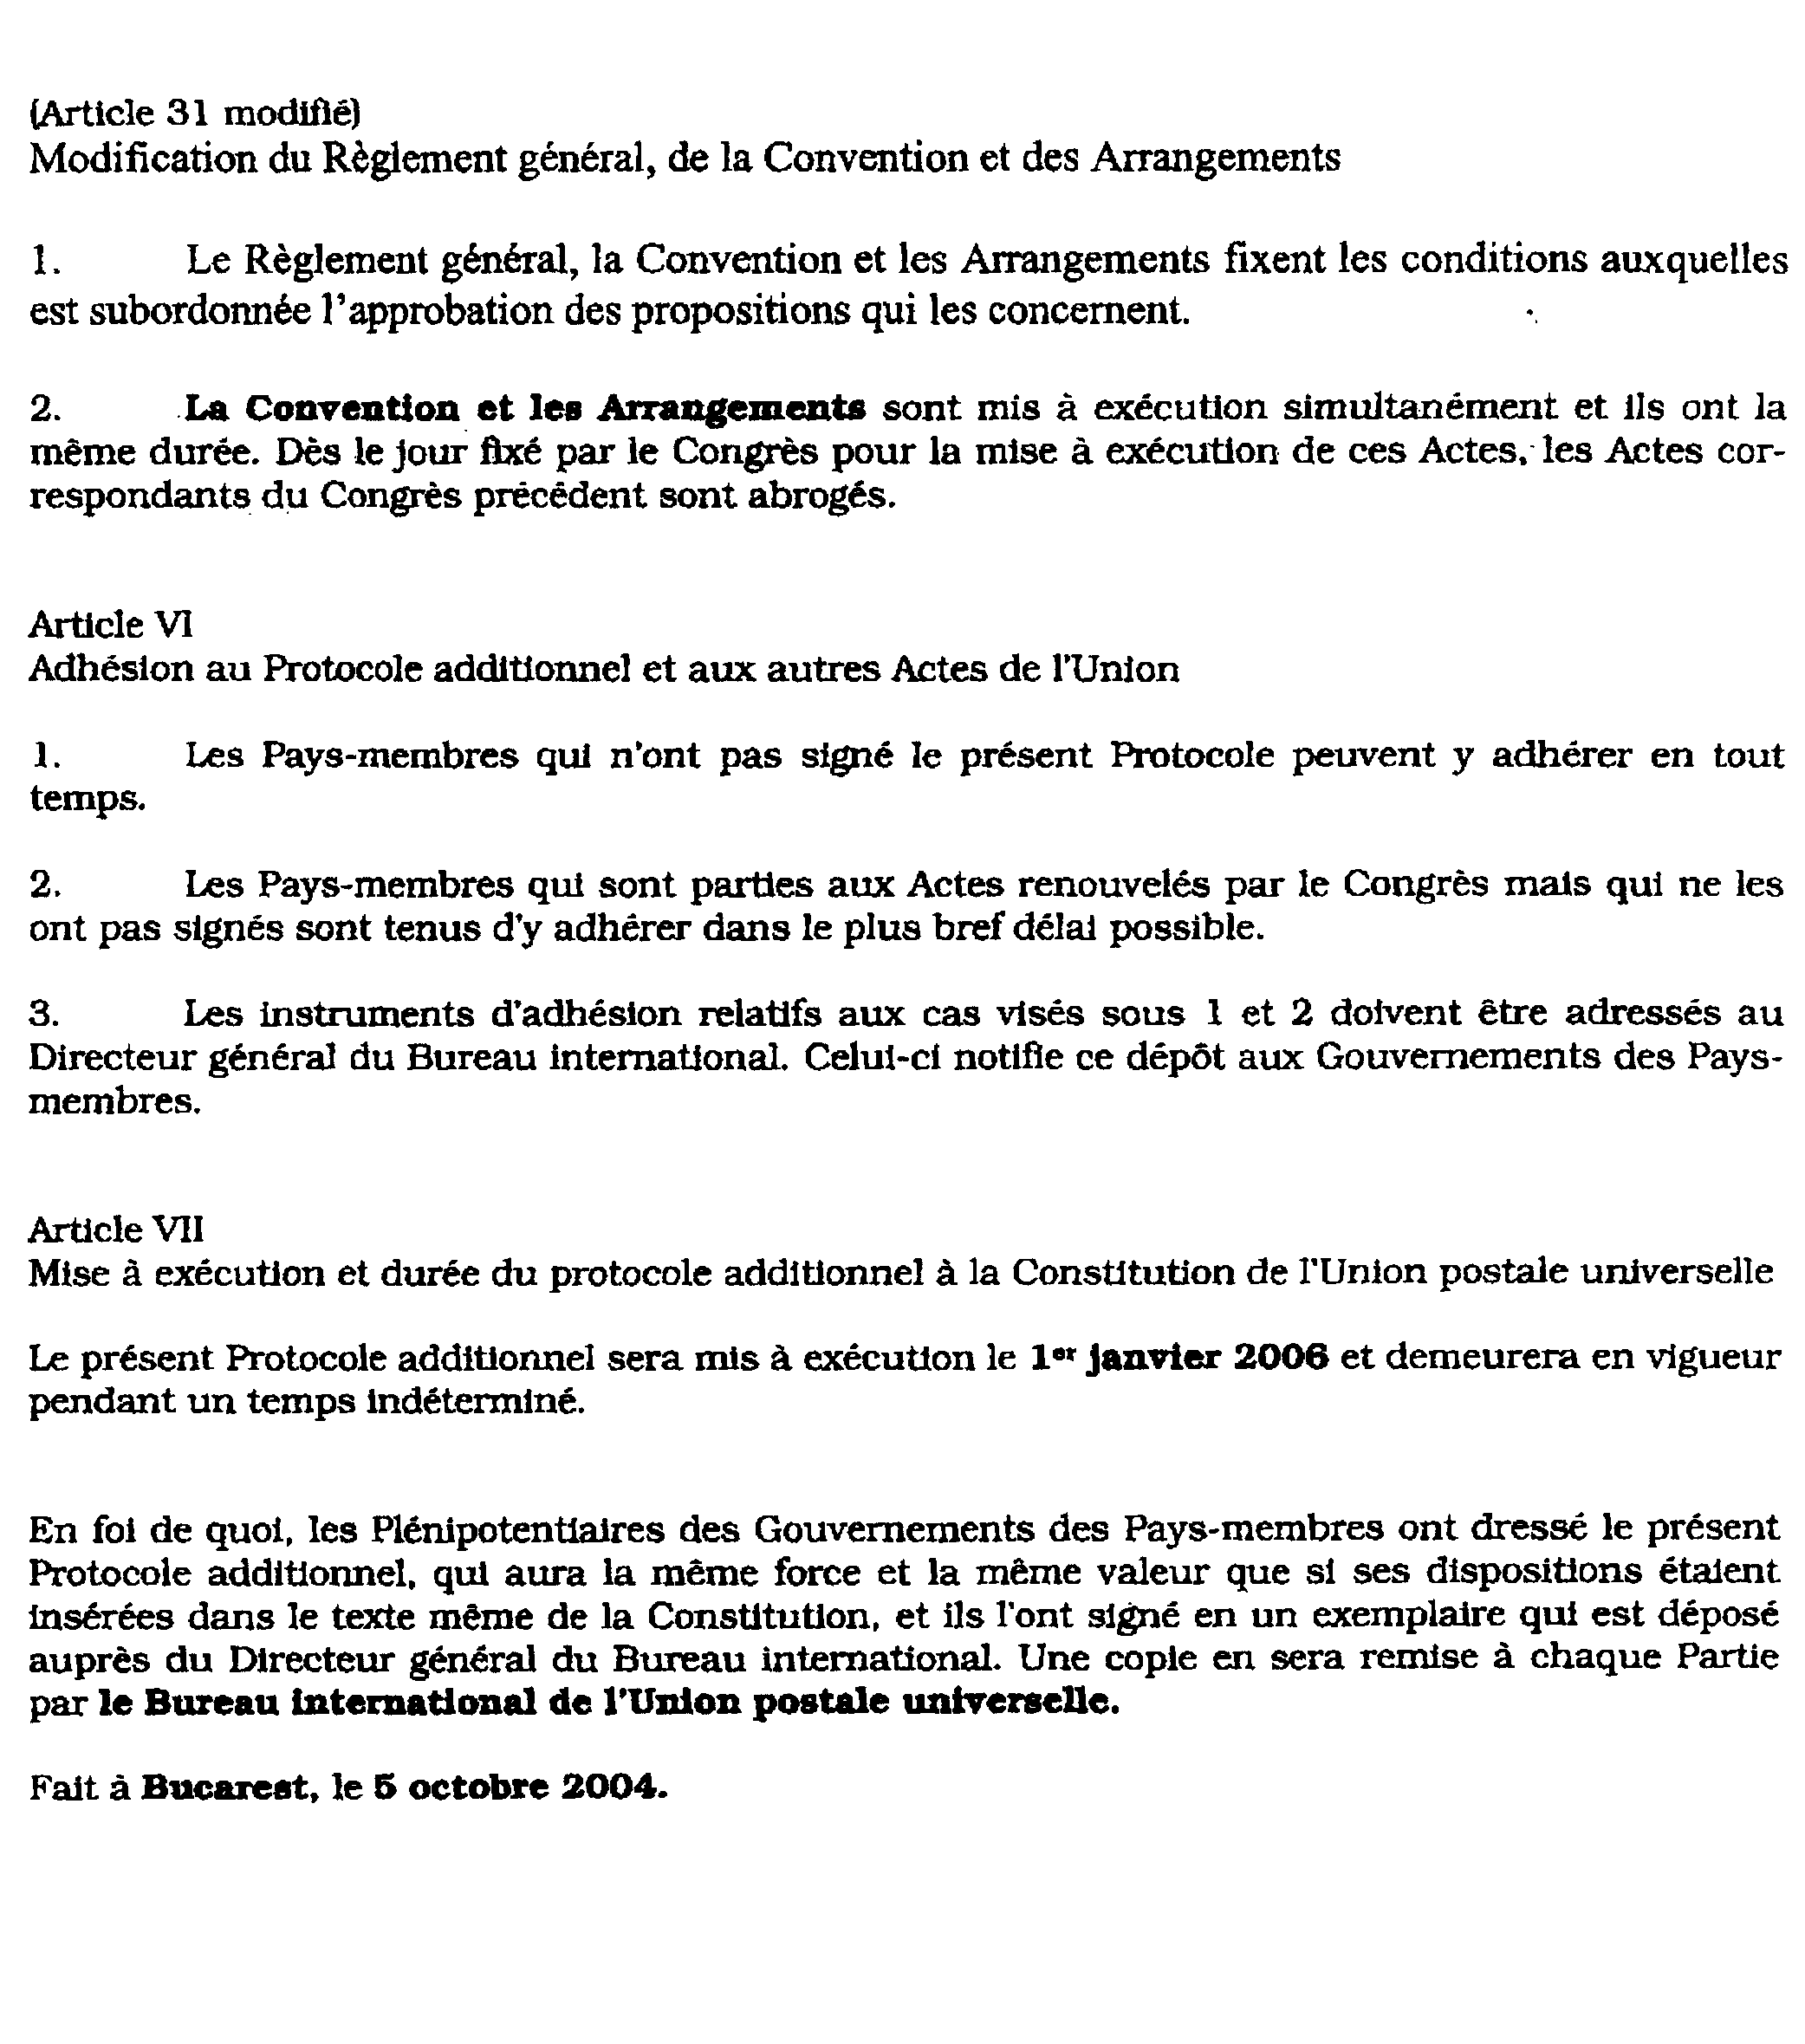 (Article 31 modifié)
Modification du Règlement général, de la Convention et des Arrangements
1. Le Règlement général, la Convention et les Arrangements fixent les conditions auxquelles
est subordonnée l'approbation des propositions qui les concernent.
2. La Convention et les Arrangements sont mis à exécution simultanément et ils ont la
même durée. Dès le jour fixé par le Congrès pour la mise à exécution de ces Actes, les Actes cor-
respondants du Congrès précédent sont abrogés.
Article VI
Adhésion au Protocole additionnel et aux autres Actes de l'Union
1. Les Pays-membres qui n'ont pas signé le présent Protocole peuvent y adhérer en tout
temps.
2. Les Pays-membres qui sont parties aux Actes renouvelés par le Congrès mais qui ne les
ont pas signés sont tenus d'y adhérer dans le plus bref délai possible.
3. Les instruments d'adhésion relatifs aux cas visés sous 1 et 2 doivent être adressés au
Directeur général du Bureau international. Celui-ci notifie ce dépôt aux Gouvernements des Pays-
membres.
Article VII
Mise à exécution et durée du protocole additionnel à la Constitution de l'Union postale universelle
Le présent Protocole additionnel sera mis à exécution le 1er janvier 2006 et demeurera en vigueur
pendant un temps indéterminé.
En foi de quoi, les Plénipotentiaires des Gouvernements des Pays-membres ont dressé le présent
Protocole additionnel, qui aura la même force et la même valeur que si ses dispositions étaient
insérées dans le texte même de la Constitution, et ils l'ont signé en un exemplaire qui est déposé
auprès du Directeur général du Bureau international. Une copie en sera remise à chaque Partie
par le Bureau international de l'Union postale universelle.
Fait à Bucarest, le 5 octobre 2004.